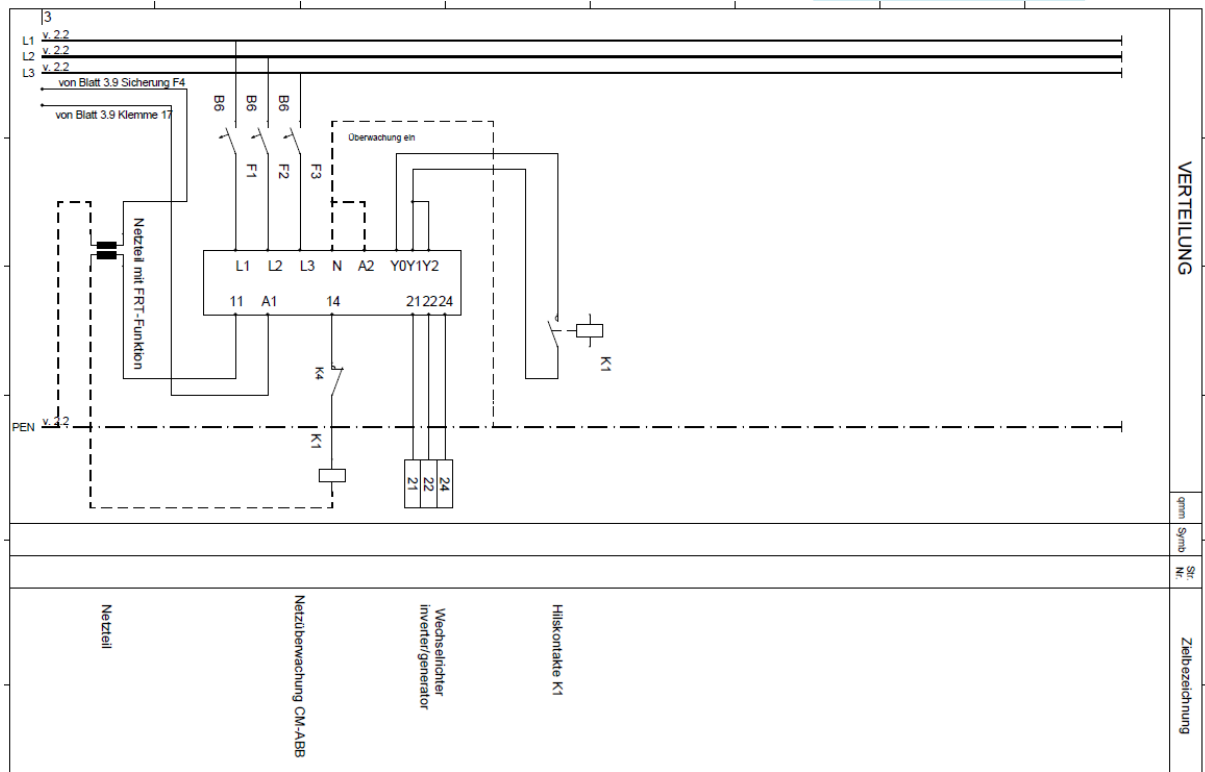 3
L1 v. 2.2
L2 v. 2.2
L3 v. 2.2
von Blatt 3.9 Sicherung F4
von Blatt 3.9 Klemme 17
B6 B6 B6
F1 F2 F3
Überwachung ein
Netzteil mit FRT-Funktion
L1 L2 L3 N A2 Y0Y1Y2
11 A1 14 212224
K4
K1
K1
PEN v. 2.2
21 22 24
VERTEILUNG
qmm
Symb
Str.
Nr.
Zielbezeichnung
Netzteil
Netzüberwachung CM-ABB
Wechselrichter
inverter/generator
Hilskontakte K1